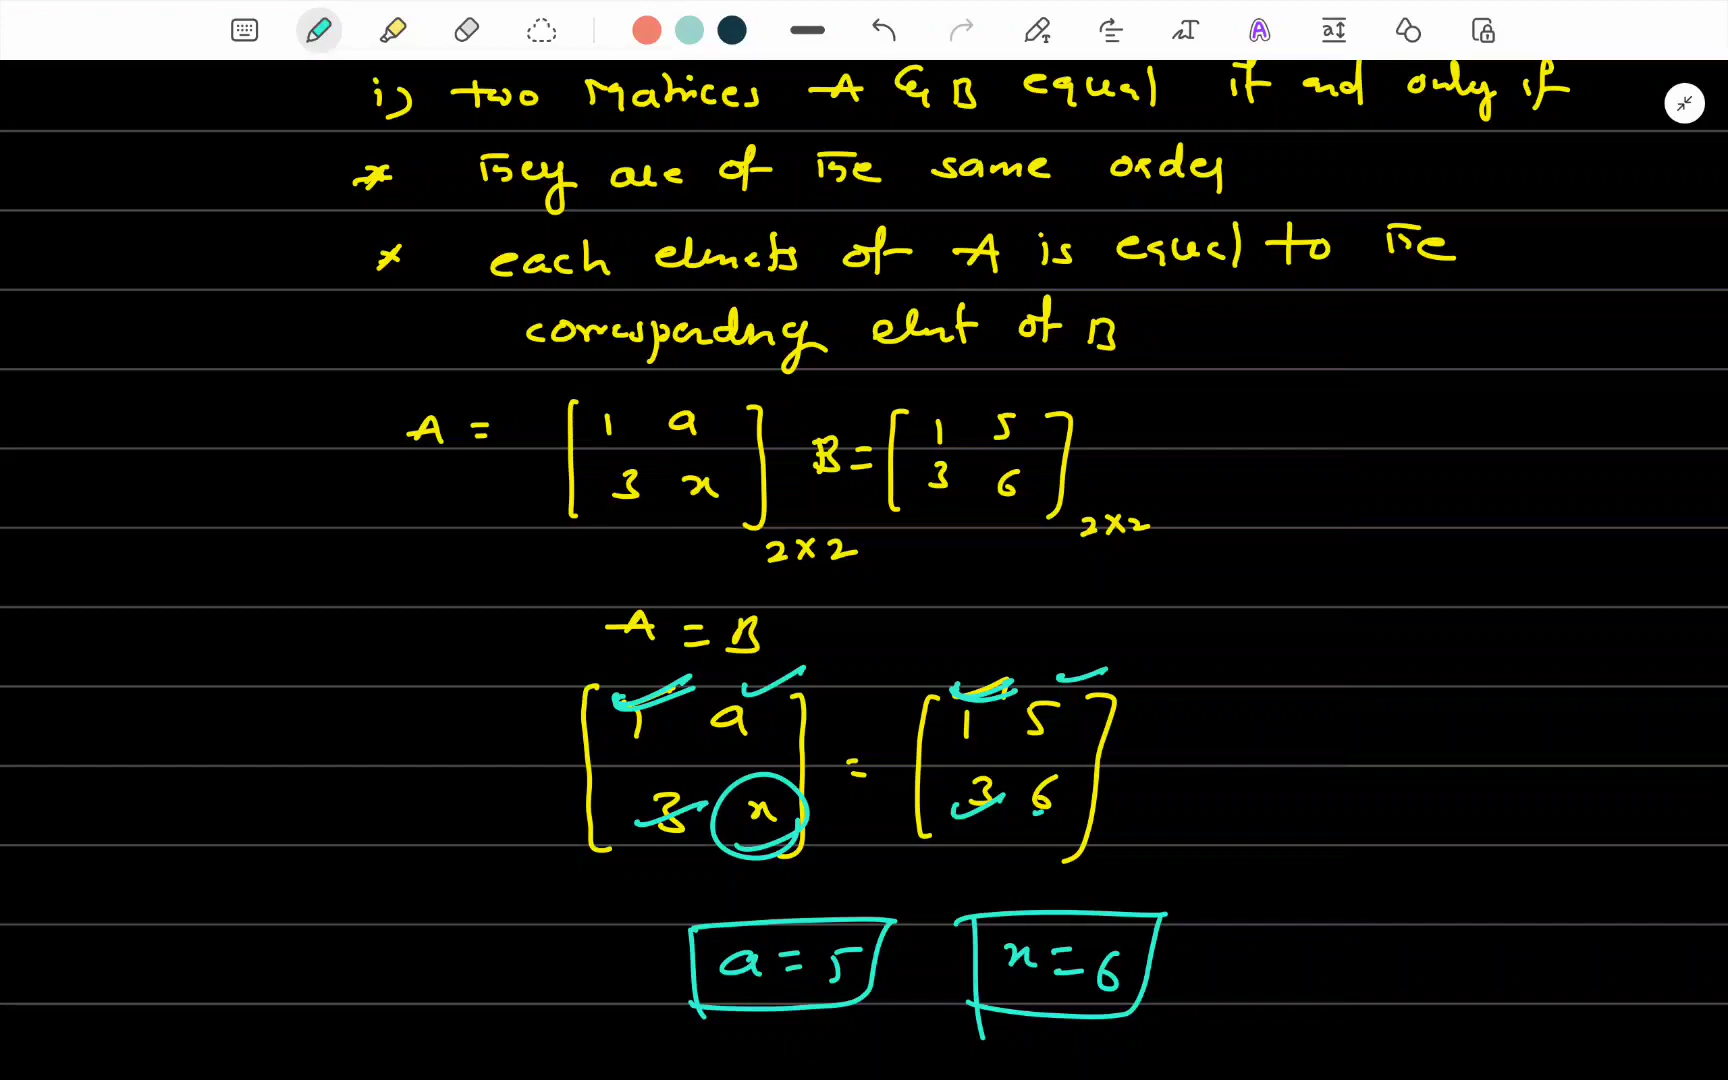 i) two Matrices A & B equal if and only if
* They are of the same order
* each elmets of A is equal to the
corresponding elmt of B
A = [ 1 a 3 x ] 2×2 B = [ 1 5 3 6 ] 2×2
A = B
[ 1 a 3 x ] = [ 1 5 3 6 ]
a = 5 x = 6